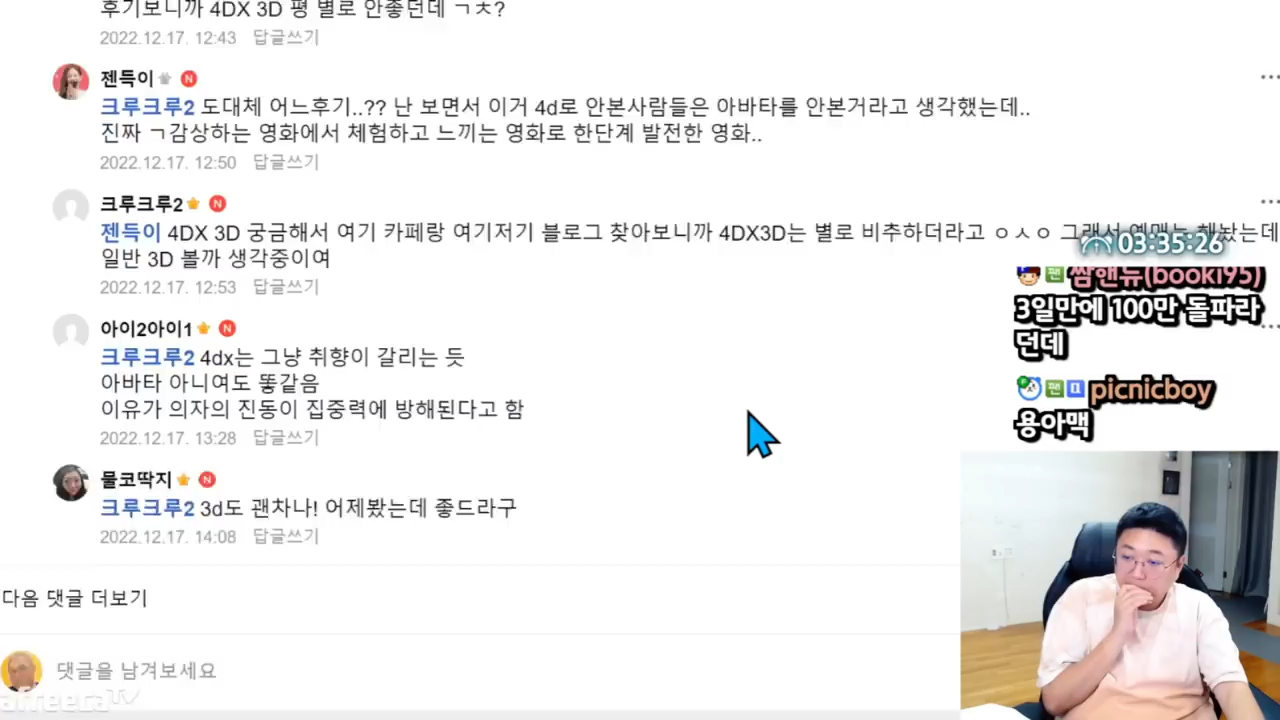 후기보니까 4DX 3D 평 별로 안좋던데 ㄱㅊ?
2022.12.17. 12:43 답글쓰기
젠득이 N
크루크루2 도대체 어느후기..?? 난 보면서 이거 4d로 안본사람들은 아바타를 안본거라고 생각했는데..
진짜 ㄱ감상하는 영화에서 체험하고 느끼는 영화로 한단계 발전한 영화..
2022.12.17. 12:50 답글쓰기
크루크루2 N
젠득이 4DX 3D 궁금해서 여기 카페랑 여기저기 블로그 찾아보니까 4DX3D는 별로 비추하더라고 ㅇㅅㅇ 그래서 예매는 해놨는데
일반 3D 볼까 생각중이여
2022.12.17. 12:53 답글쓰기
03:35:26
쌈핸듀(booki95)
3일만에 100만 돌파라
던데
picnicboy
용아맥
아이2아이1 N
크루크루2 4dx는 그냥 취향이 갈리는 듯
아바타 아니여도 똫같음
이유가 의자의 진동이 집중력에 방해된다고 함
2022.12.17. 13:28 답글쓰기
물코딱지 N
크루크루2 3d도 괜차나! 어제봤는데 좋드라구
2022.12.17. 14:08 답글쓰기
다음 댓글 더보기
댓글을 남겨보세요
afreecaTV